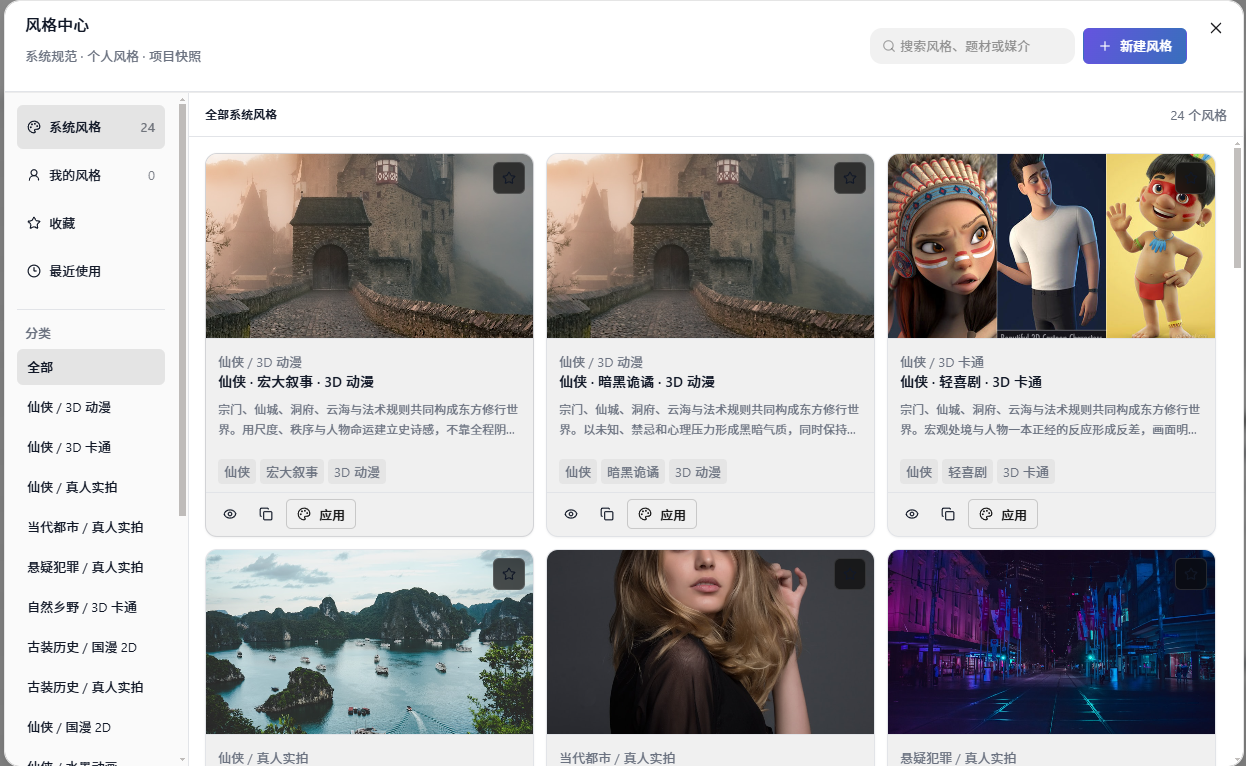 风格中心
系统规范 · 个人风格 · 项目快照
搜索风格、题材或媒介
新建风格
系统风格 24
我的风格 0
收藏
最近使用
分类
全部
仙侠 / 3D 动漫
仙侠 / 3D 卡通
仙侠 / 真人实拍
当代都市 / 真人实拍
悬疑犯罪 / 真人实拍
自然乡野 / 3D 卡通
古装历史 / 国漫 2D
古装历史 / 真人实拍
仙侠 / 国漫 2D
仙侠 / 水墨动画
全部系统风格
24 个风格
仙侠 / 3D 动漫
仙侠 · 宏大叙事 · 3D 动漫
宗门、仙城、洞府、云海与法术规则共同构成东方修行世
界。用尺度、秩序与人物命运建立史诗感，不靠全程阴...
仙侠 宏大叙事 3D 动漫
应用
仙侠 / 3D 动漫
仙侠 · 暗黑诡谲 · 3D 动漫
宗门、仙城、洞府、云海与法术规则共同构成东方修行世
界。以未知、禁忌和心理压力形成黑暗气质，同时保持...
仙侠 暗黑诡谲 3D 动漫
应用
Beautiful 3D Cartoon Characters
仙侠 / 3D 卡通
仙侠 · 轻喜剧 · 3D 卡通
宗门、仙城、洞府、云海与法术规则共同构成东方修行世
界。宏观处境与人物一本正经的反应形成反差，画面明...
仙侠 轻喜剧 3D 卡通
应用
仙侠 / 真人实拍
当代都市 / 真人实拍
悬疑犯罪 / 真人实拍